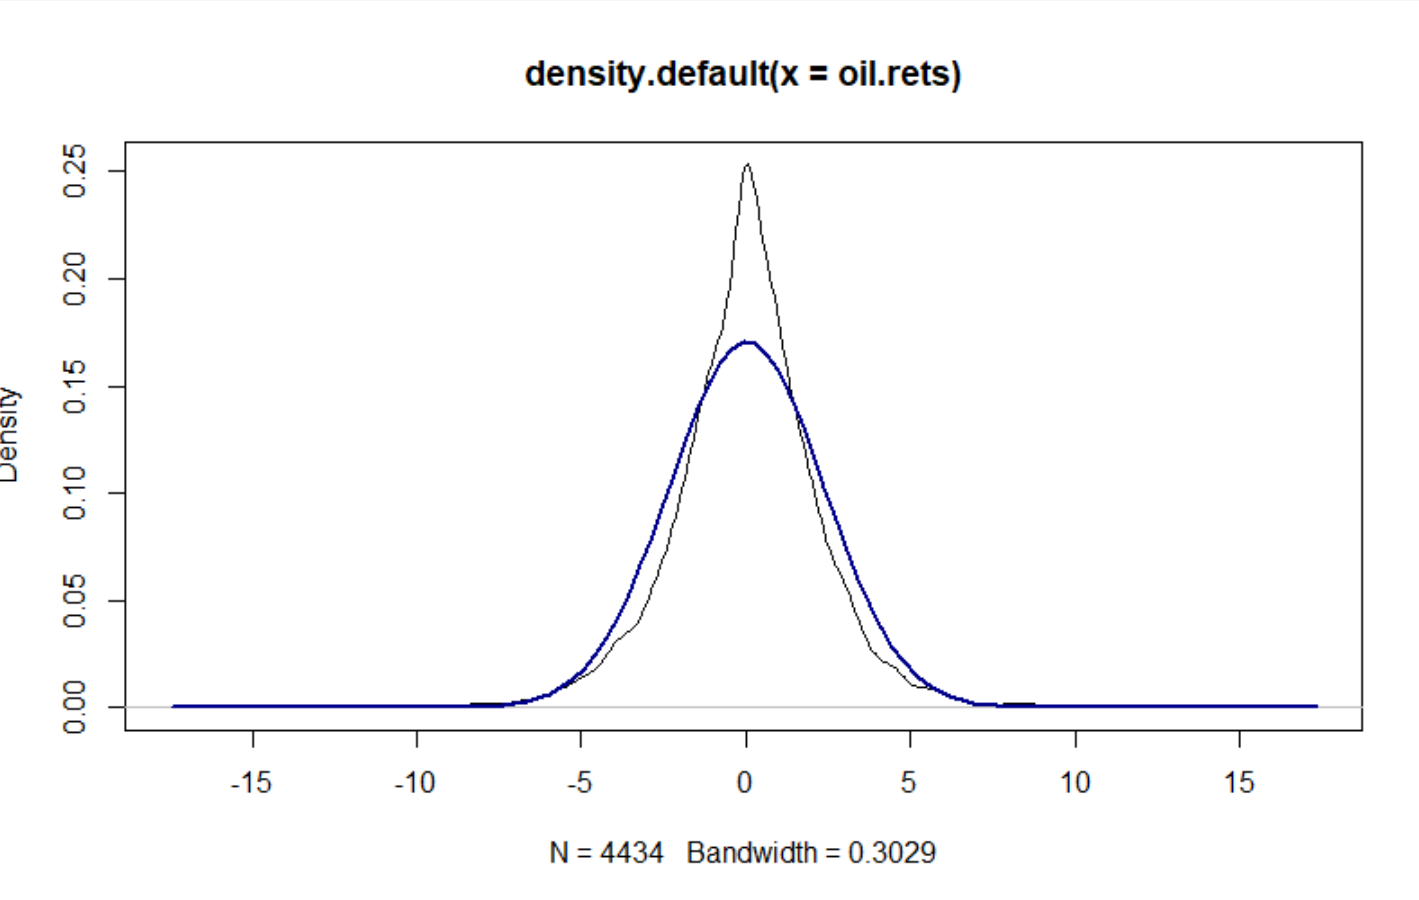 density.default(x = oil.rets)
Density
0.25
0.20
0.15
0.10
0.05
0.00
-15 -10 -5 0 5 10 15
N = 4434 Bandwidth = 0.3029